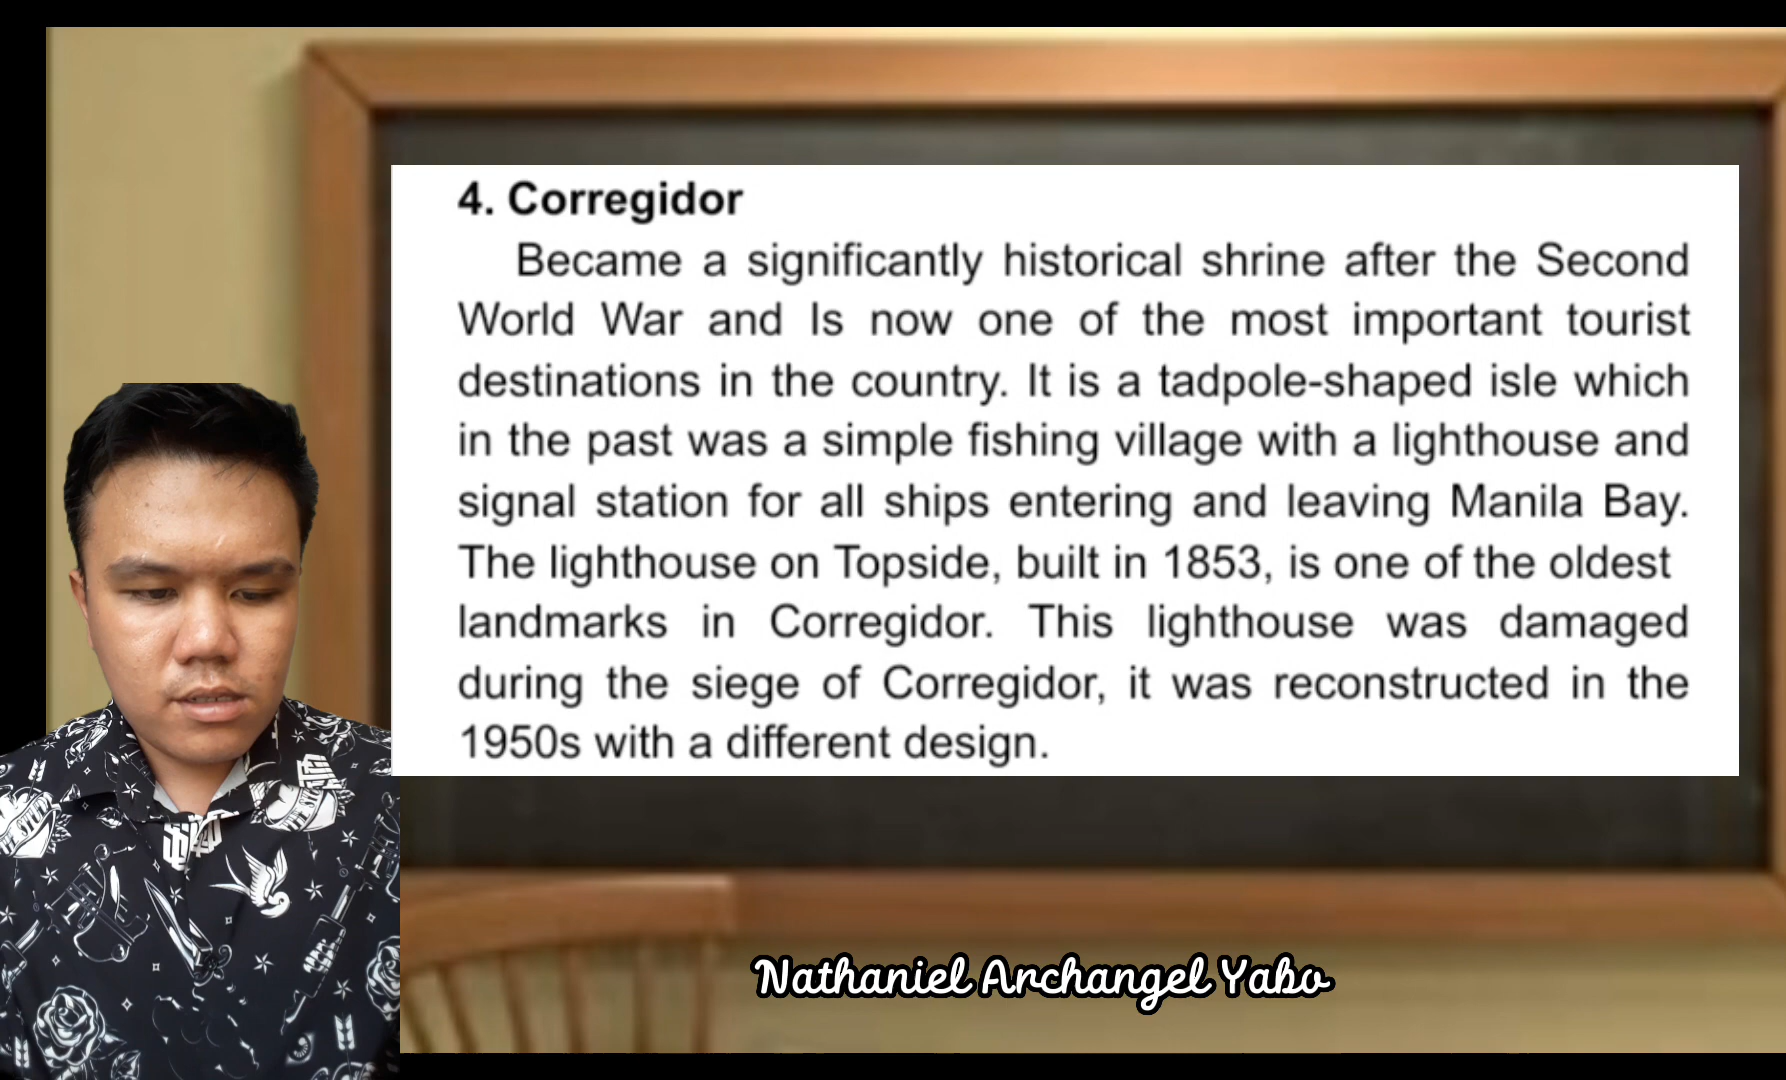 4. Corregidor
Became a significantly historical shrine after the Second
World War and Is now one of the most important tourist
destinations in the country. It is a tadpole-shaped isle which
in the past was a simple fishing village with a lighthouse and
signal station for all ships entering and leaving Manila Bay.
The lighthouse on Topside, built in 1853, is one of the oldest
landmarks in Corregidor. This lighthouse was damaged
during the siege of Corregidor, it was reconstructed in the
1950s with a different design.
Nathaniel Archangel Yabo